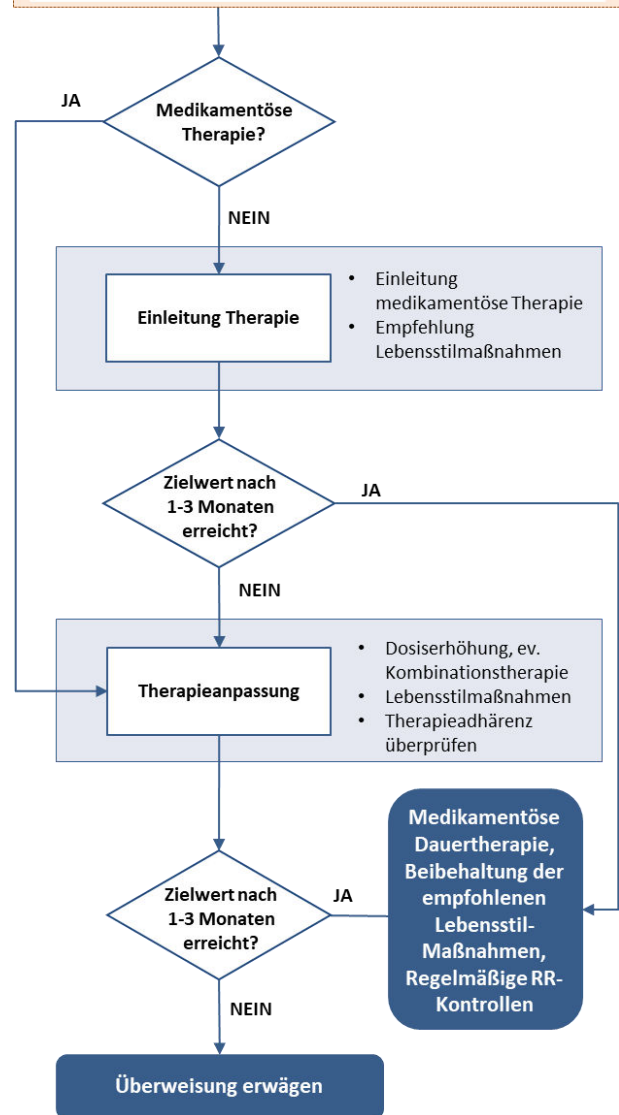 JA
Medikamentöse
Therapie?
NEIN
Einleitung Therapie
• Einleitung
medikamentöse Therapie
• Empfehlung
Lebensstilmaßnahmen
Zielwert nach
1-3 Monaten
erreicht?
JA
NEIN
Therapieanpassung
• Dosiserhöhung, ev.
Kombinationstherapie
• Lebensstilmaßnahmen
• Therapieadhärenz
überprüfen
Medikamentöse
Dauertherapie,
Beibehaltung der
empfohlenen
Lebensstil-
Maßnahmen,
Regelmäßige RR-
Kontrollen
Zielwert nach
1-3 Monaten
erreicht?
JA
NEIN
Überweisung erwägen